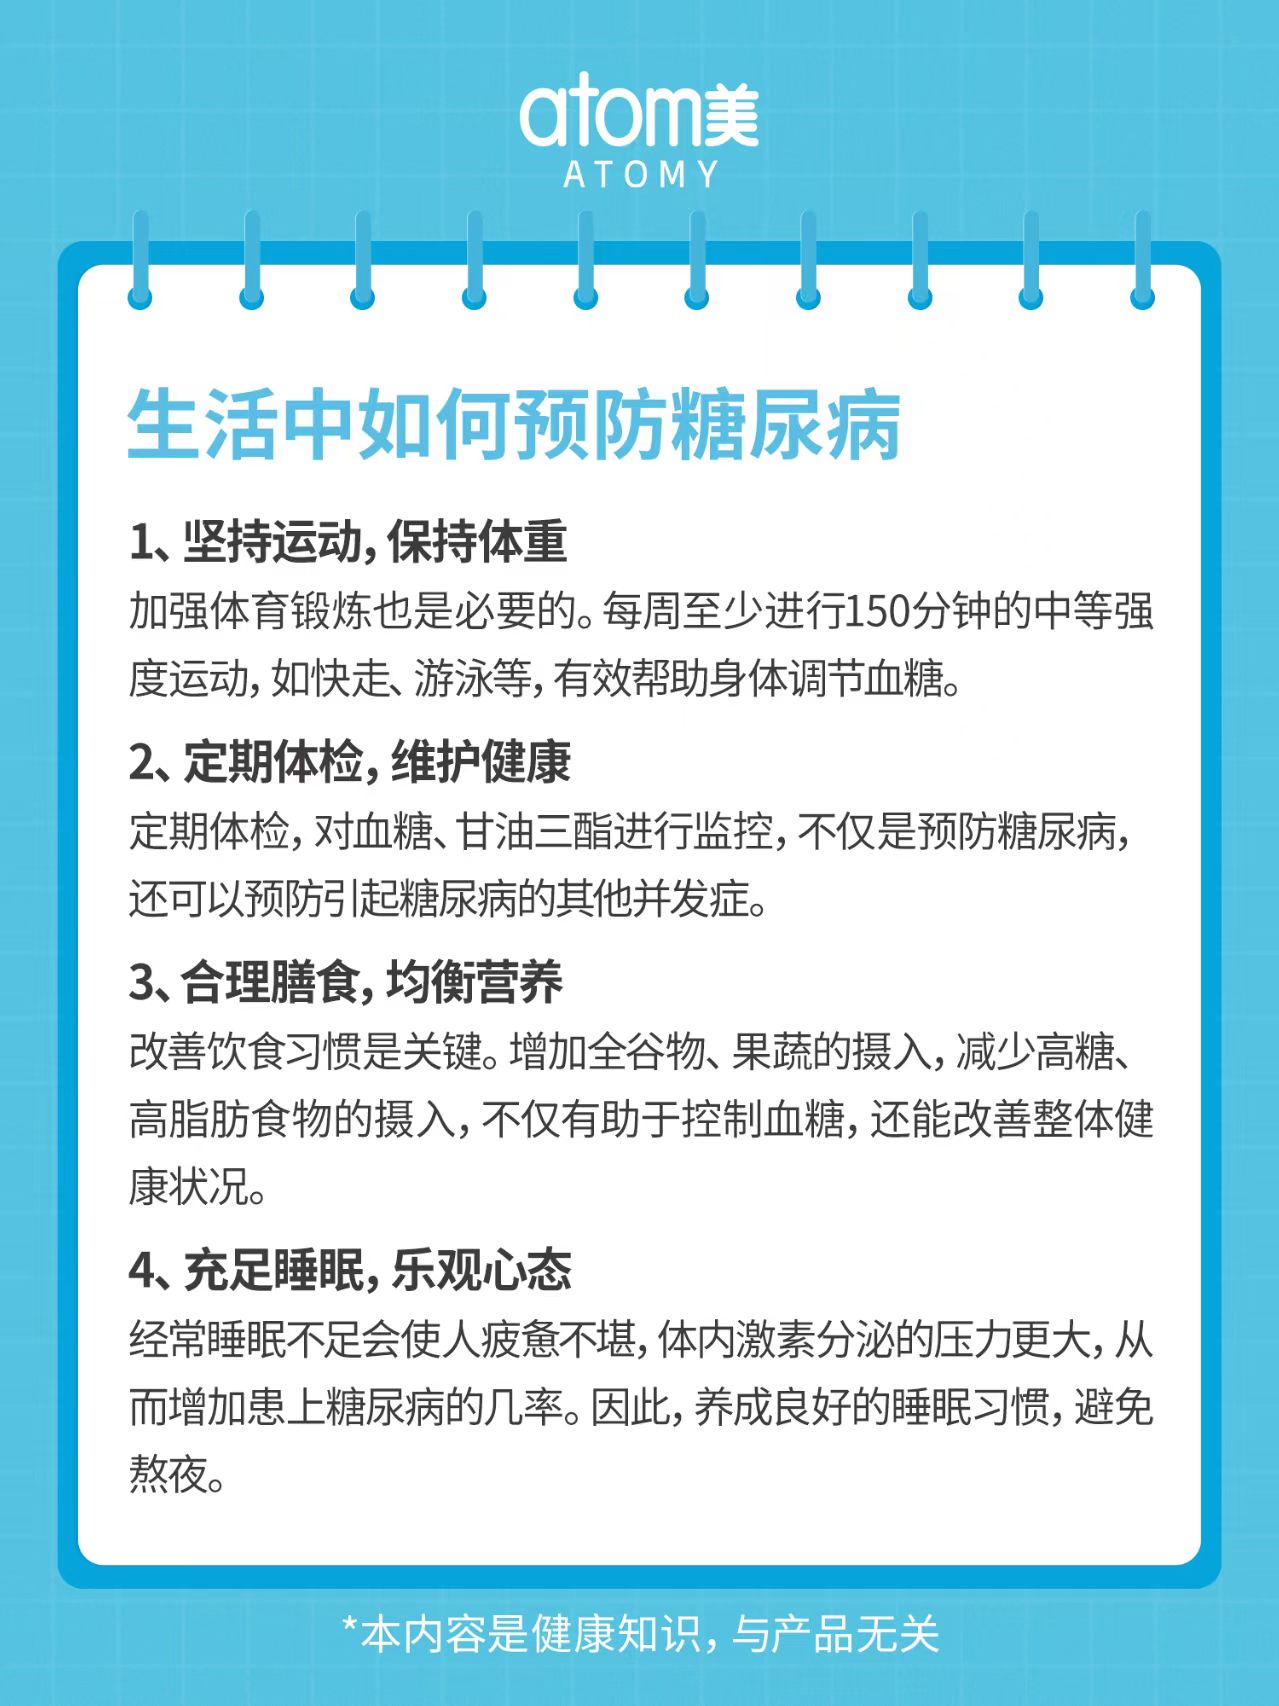 atom美
ATOMY
生活中如何预防糖尿病
1、坚持运动，保持体重
加强体育锻炼也是必要的。每周至少进行150分钟的中等强
度运动，如快走、游泳等，有效帮助身体调节血糖。
2、定期体检，维护健康
定期体检，对血糖、甘油三酯进行监控，不仅是预防糖尿病，
还可以预防引起糖尿病的其他并发症。
3、合理膳食，均衡营养
改善饮食习惯是关键。增加全谷物、果蔬的摄入，减少高糖、
高脂肪食物的摄入，不仅有助于控制血糖，还能改善整体健
康状况。
4、充足睡眠，乐观心态
经常睡眠不足会使人疲惫不堪，体内激素分泌的压力更大，从
而增加患上糖尿病的几率。因此，养成良好的睡眠习惯，避免
熬夜。
*本内容是健康知识，与产品无关